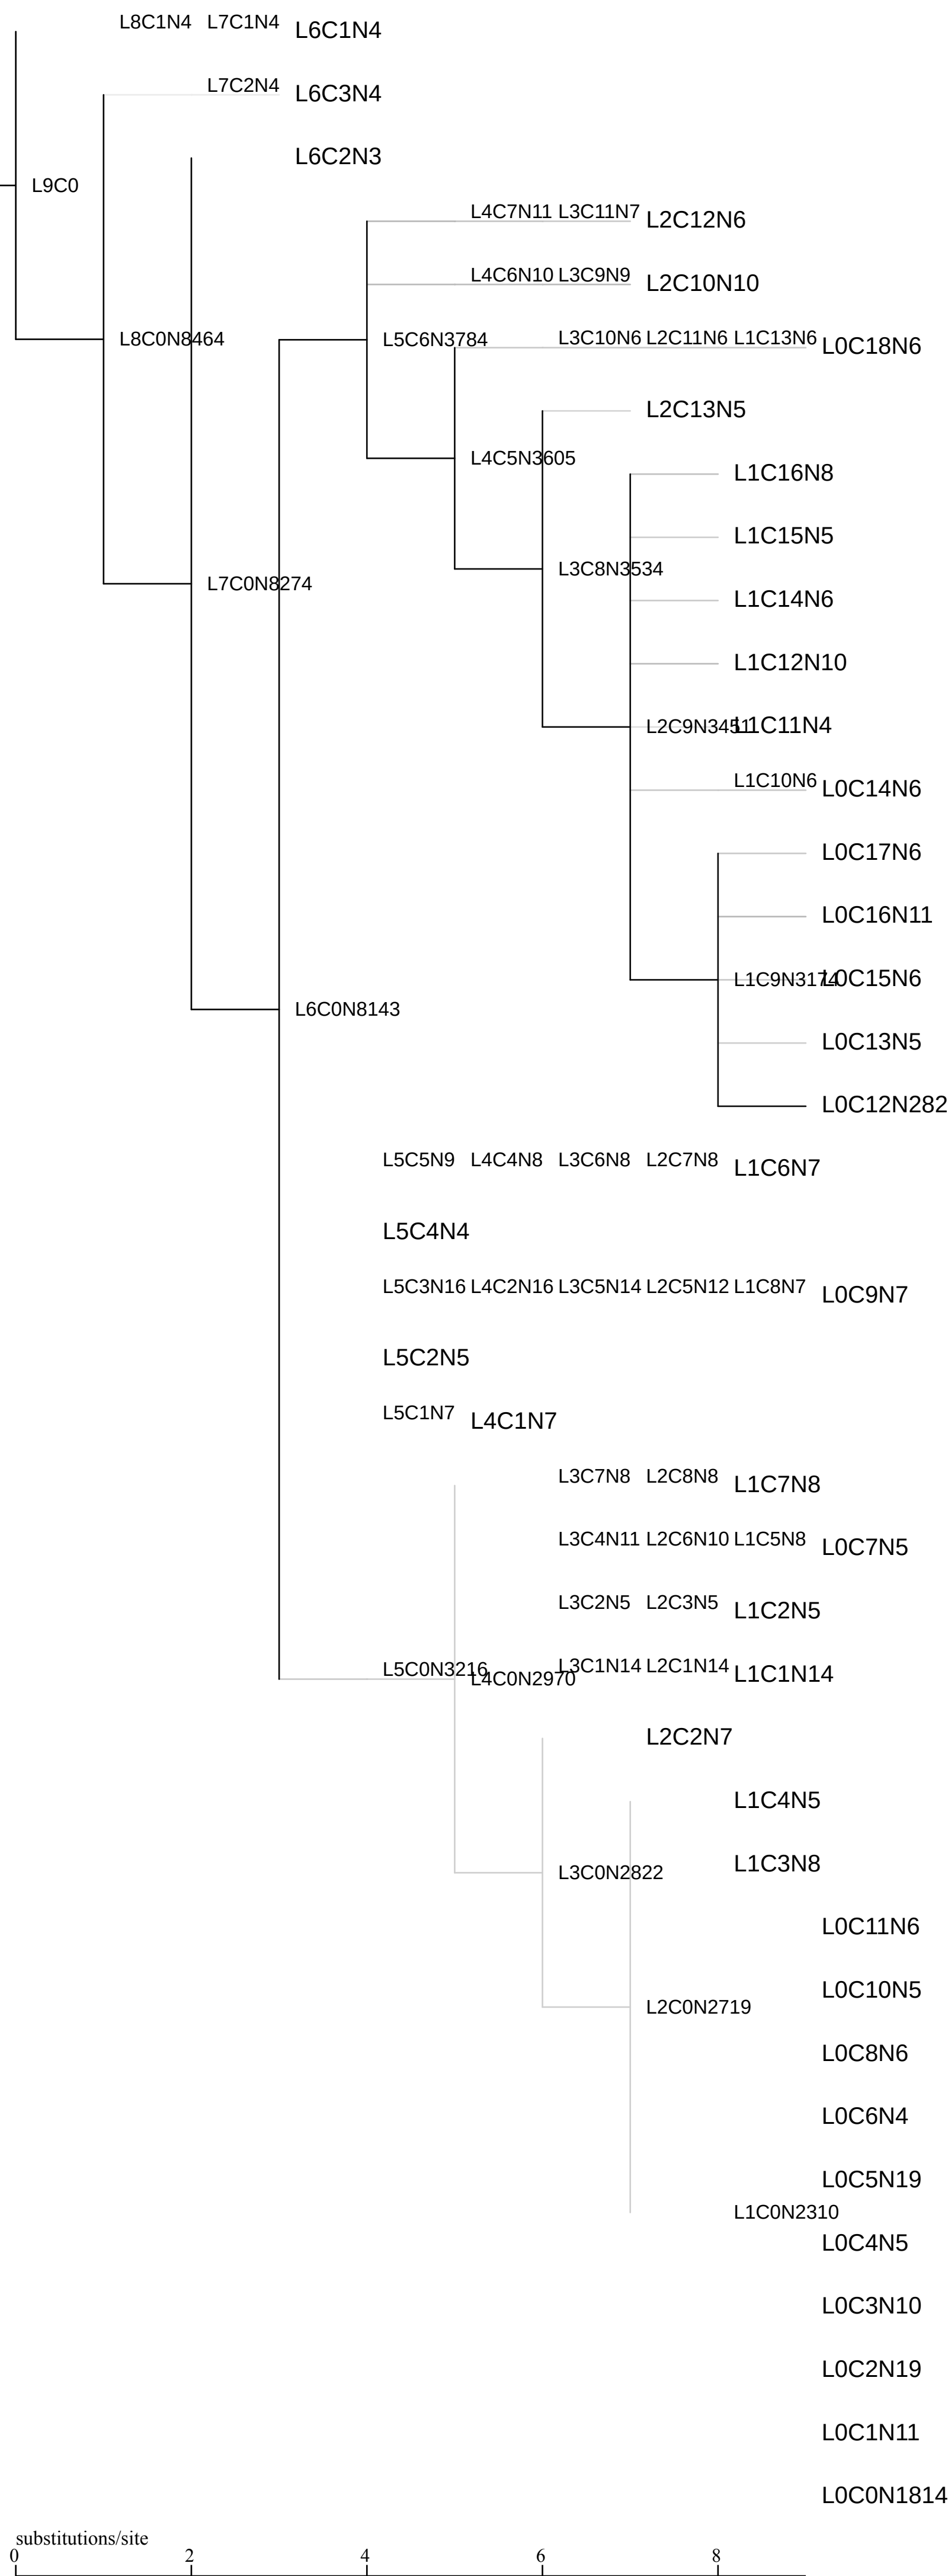 L8C1N4 L7C1N4 L6C1N4
L7C2N4 L6C3N4
L6C2N3
L9C0
L4C7N11 L3C11N7 L2C12N6
L4C6N10 L3C9N9 L2C10N10
L8C0N8464 L5C6N3784 L3C10N6 L2C11N6 L1C13N6 L0C18N6
L2C13N5
L4C5N3605
L1C16N8
L1C15N5
L3C8N3534
L7C0N8274
L1C14N6
L1C12N10
L2C9N3451 L1C11N4
L1C10N6 L0C14N6
L0C17N6
L0C16N11
L1C9N3174 L0C15N6
L6C0N8143
L0C13N5
L0C12N282
L5C5N9 L4C4N8 L3C6N8 L2C7N8 L1C6N7
L5C4N4
L5C3N16 L4C2N16 L3C5N14 L2C5N12 L1C8N7 L0C9N7
L5C2N5
L5C1N7 L4C1N7
L3C7N8 L2C8N8 L1C7N8
L3C4N11 L2C6N10 L1C5N8 L0C7N5
L3C2N5 L2C3N5 L1C2N5
L5C0N3216 L4C0N2970 L3C1N14 L2C1N14 L1C1N14
L2C2N7
L1C4N5
L1C3N8
L3C0N2822
L0C11N6
L0C10N5
L2C0N2719
L0C8N6
L0C6N4
L0C5N19
L1C0N2310
L0C4N5
L0C3N10
L0C2N19
L0C1N11
L0C0N1814
substitutions/site
0 2 4 6 8